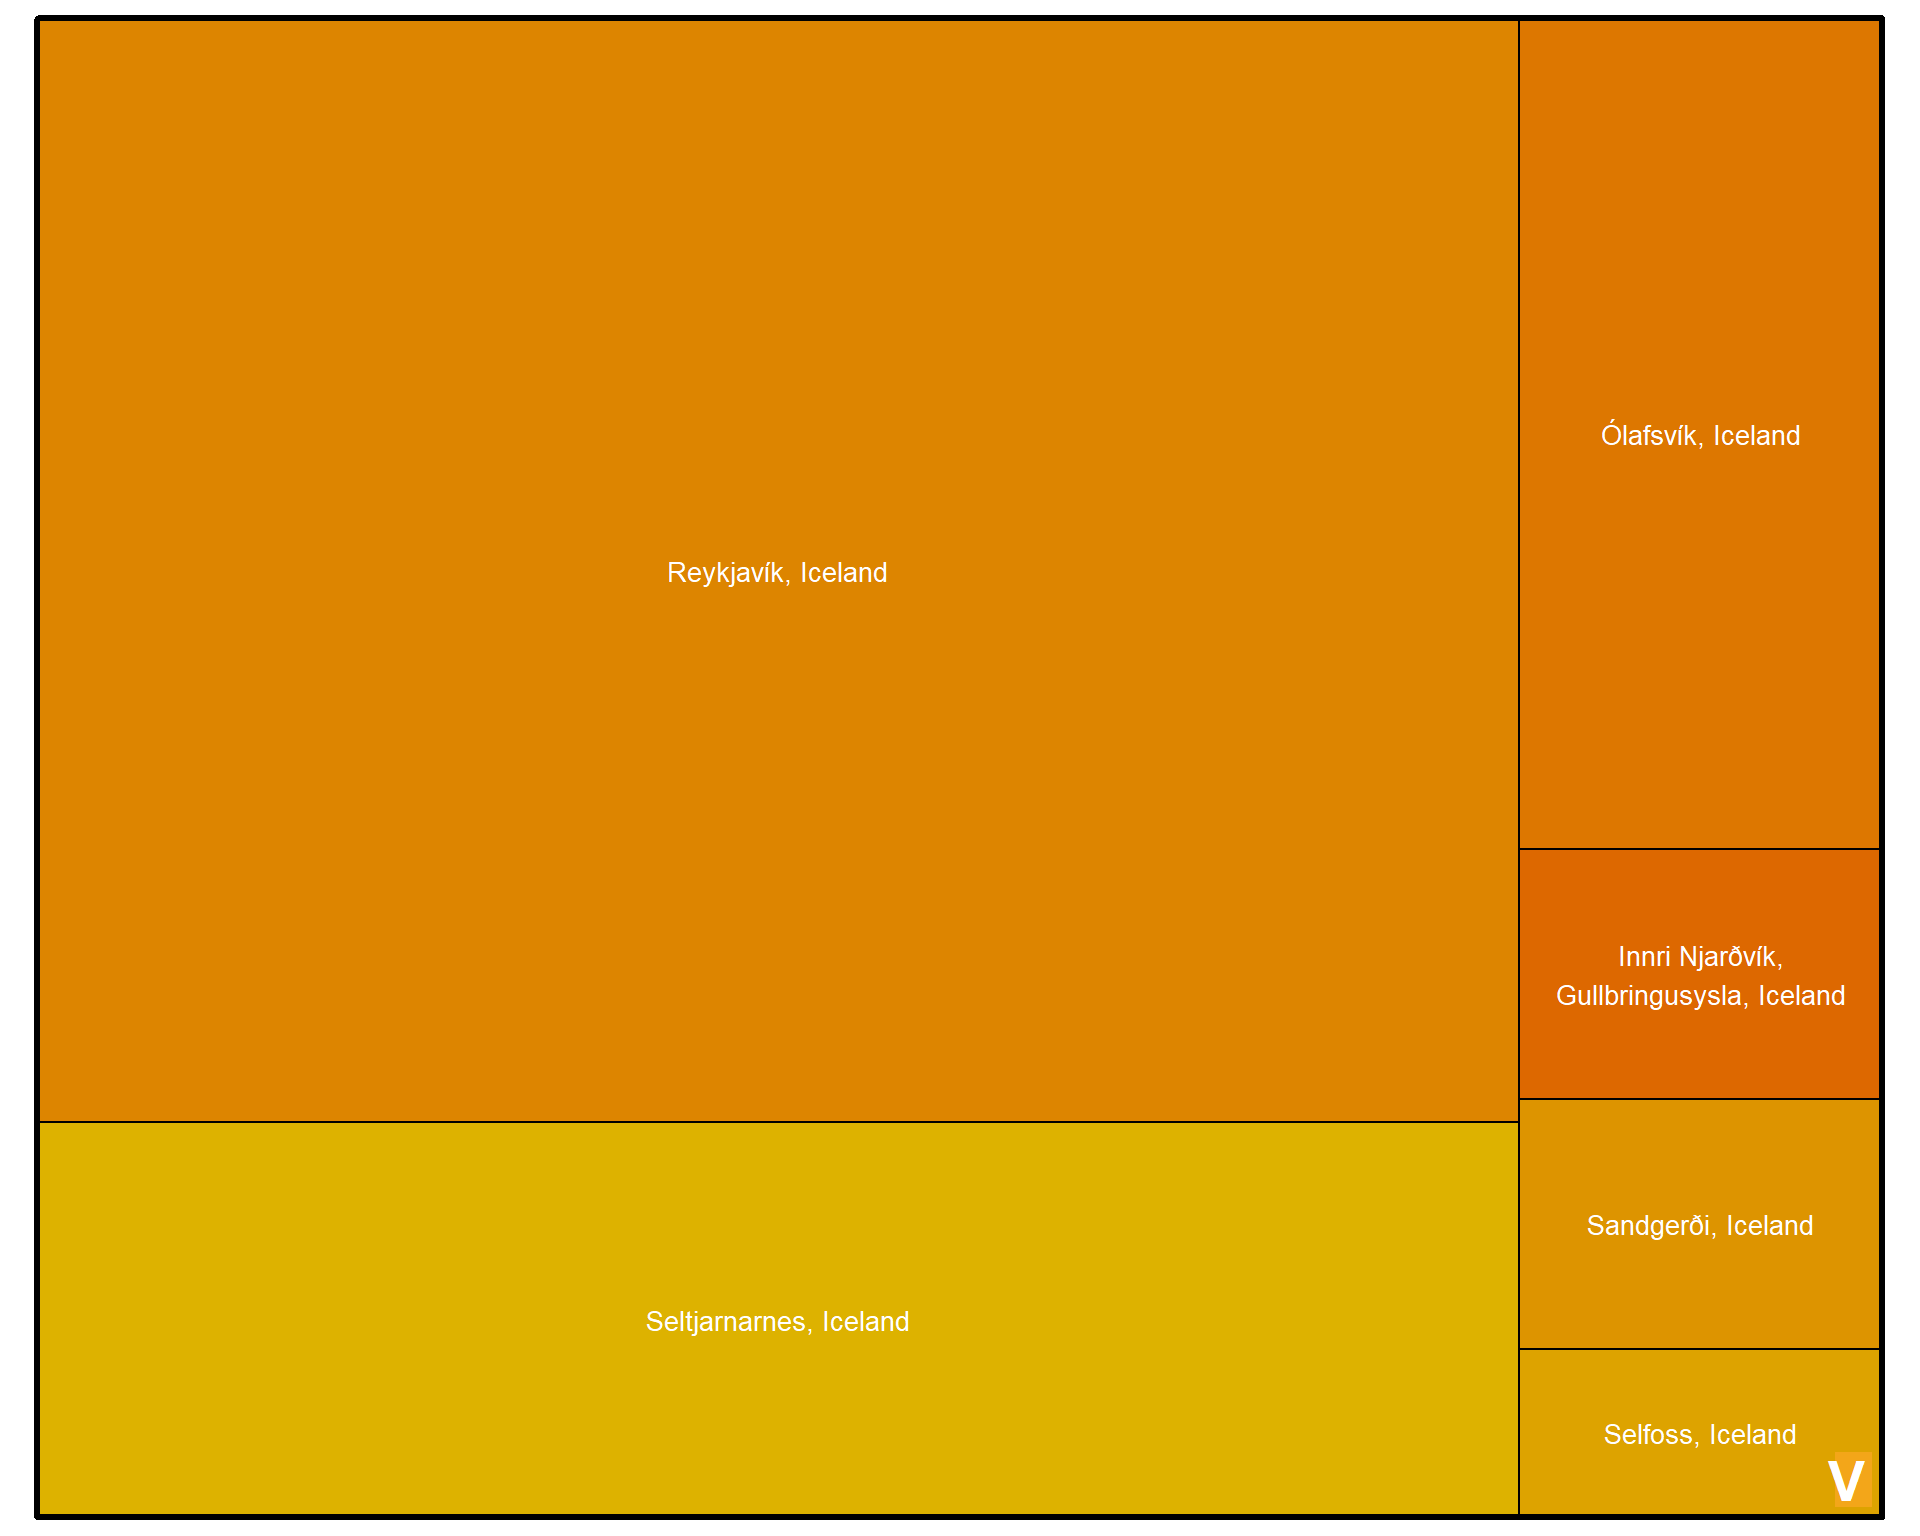 Reykjavík, Iceland
Seltjarnarnes, Iceland
Ólafsvík, Iceland
Innri Njarðvík,
Gullbringusysla, Iceland
Sandgerði, Iceland
Selfoss, Iceland
V